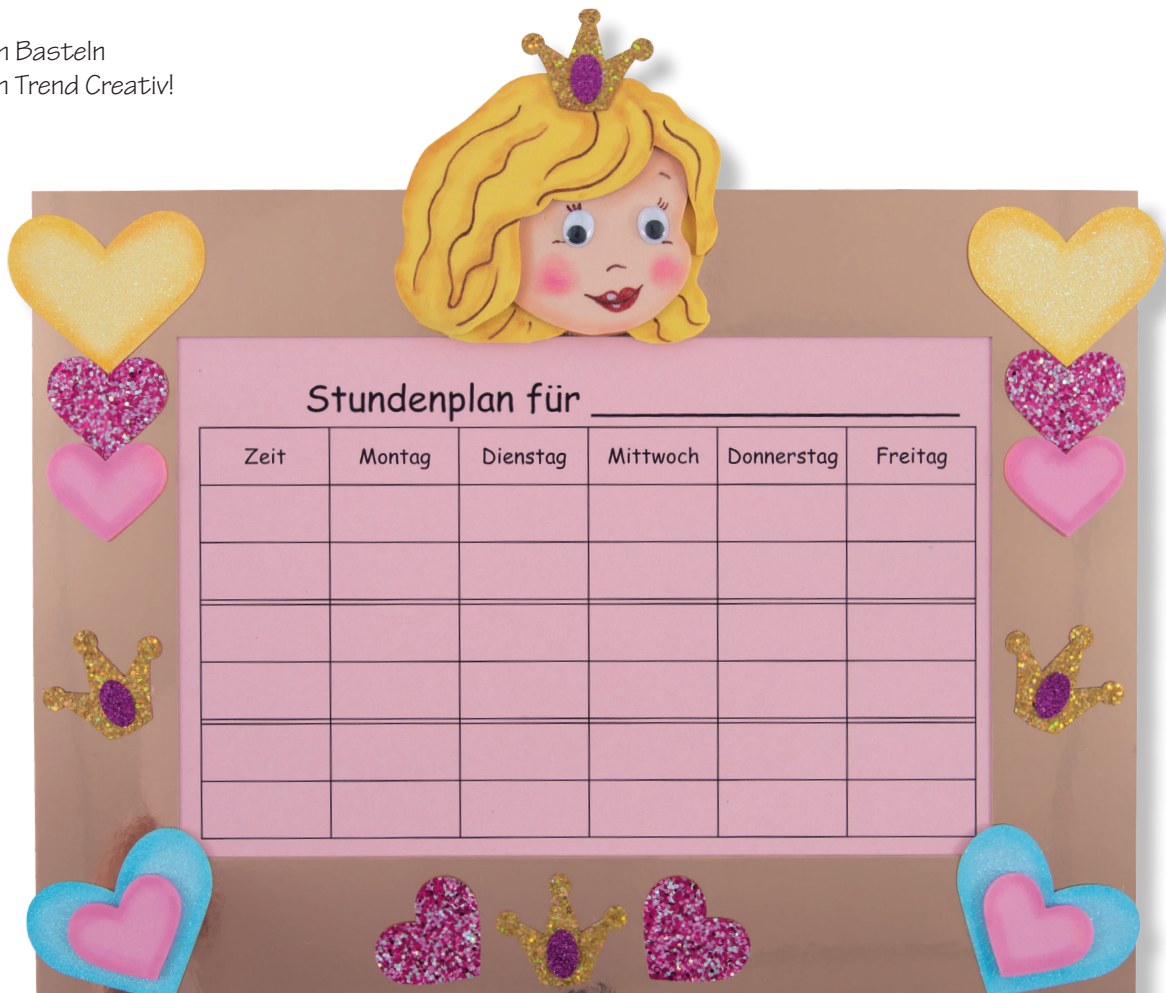 n Basteln
n Trend Creativ!
Stundenplan für
Zeit Montag Dienstag Mittwoch Donnerstag Freitag